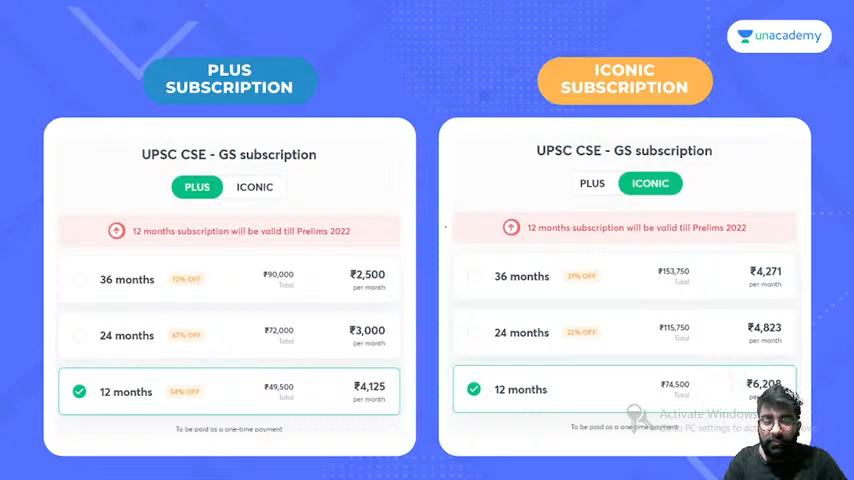 unacademy
PLUS
SUBSCRIPTION
UPSC CSE - GS subscription
PLUS ICONIC
12 months subscription will be valid till Prelims 2022
36 months 72% OFF ₹90,000 ₹2,500
Total per month
24 months 67% OFF ₹72,000 ₹3,000
Total per month
12 months 54% OFF ₹49,500 ₹4,125
Total per month
To be paid as a one-time payment
ICONIC
SUBSCRIPTION
UPSC CSE - GS subscription
PLUS ICONIC
12 months subscription will be valid till Prelims 2022
36 months 31% OFF ₹153,750 ₹4,271
Total per month
24 months 22% OFF ₹115,750 ₹4,823
Total per month
12 months ₹74,500 ₹6,208
Total per month
To be paid as a one-time payment
Activate Windows
to PC settings to